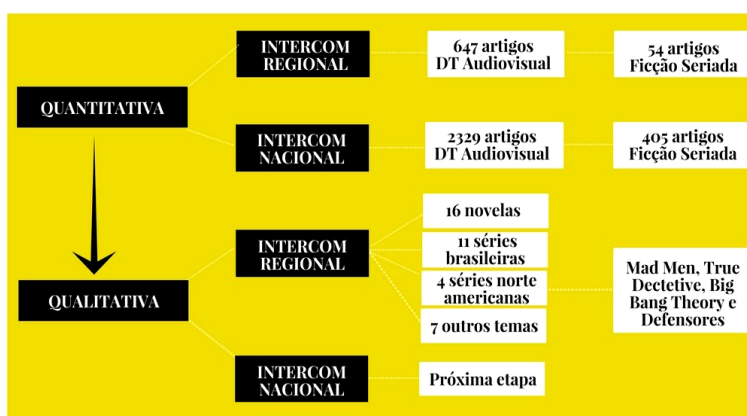 INTERCOM
REGIONAL
647 artigos
DT Audiovisual
54 artigos
Ficção Seriada
QUANTITATIVA
INTERCOM
NACIONAL
2329 artigos
DT Audiovisual
405 artigos
Ficção Seriada
16 novelas
INTERCOM
REGIONAL
11 séries
brasileiras
4 séries norte
americanas
7 outros temas
Mad Men, True
Dectetive, Big
Bang Theory e
Defensores
QUALITATIVA
INTERCOM
NACIONAL
Próxima etapa